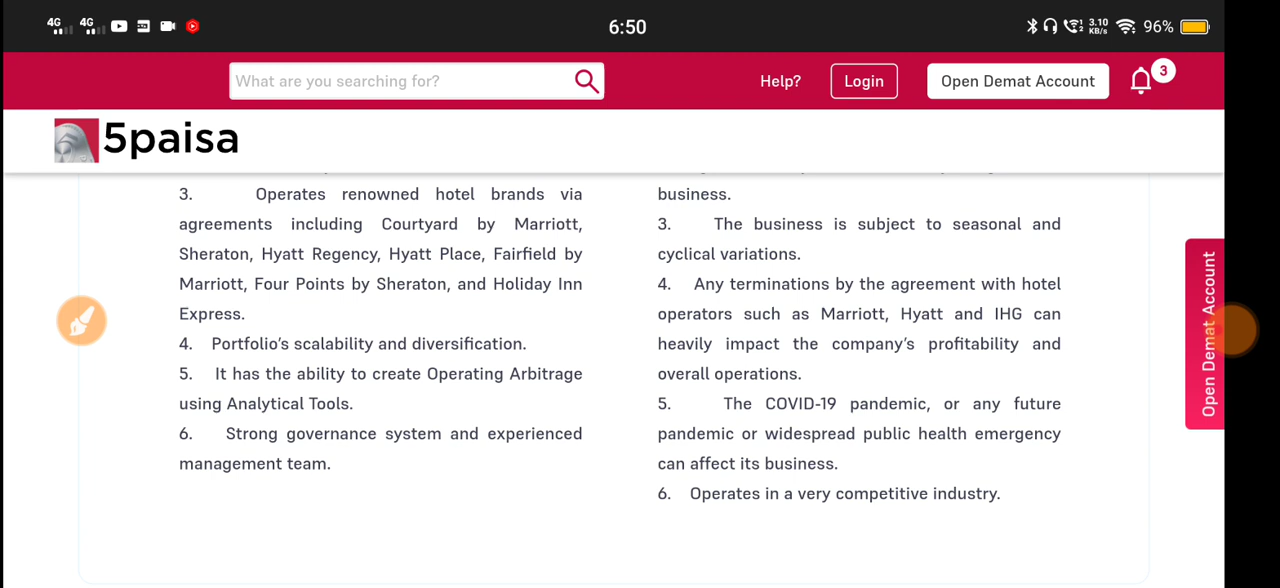 4G 4G 6:50 3.10 KB/s 96%
What are you searching for? Help? Login Open Demat Account 3
5paisa
3. Operates renowned hotel brands via
agreements including Courtyard by Marriott,
Sheraton, Hyatt Regency, Hyatt Place, Fairfield by
Marriott, Four Points by Sheraton, and Holiday Inn
Express.
4. Portfolio's scalability and diversification.
5. It has the ability to create Operating Arbitrage
using Analytical Tools.
6. Strong governance system and experienced
management team.
business.
3. The business is subject to seasonal and
cyclical variations.
4. Any terminations by the agreement with hotel
operators such as Marriott, Hyatt and IHG can
heavily impact the company's profitability and
overall operations.
5. The COVID-19 pandemic, or any future
pandemic or widespread public health emergency
can affect its business.
6. Operates in a very competitive industry.
Open Demat Account